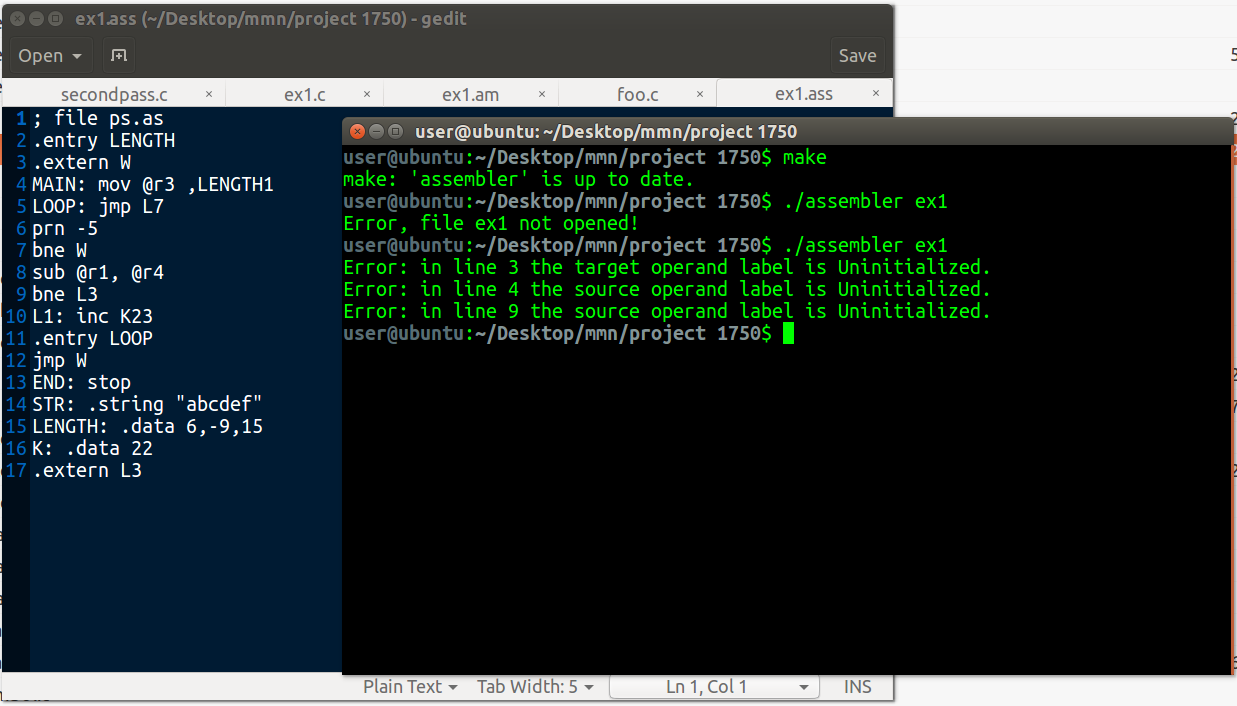 ex1.ass (~/Desktop/mmn/project 1750) - gedit
Open
Save
secondpass.c × ex1.c × ex1.am × foo.c × ex1.ass ×
1 ; file ps.as
2 .entry LENGTH
3 .extern W
4 MAIN: mov @r3 ,LENGTH1
5 LOOP: jmp L7
6 prn -5
7 bne W
8 sub @r1, @r4
9 bne L3
10 L1: inc K23
11 .entry LOOP
12 jmp W
13 END: stop
14 STR: .string "abcdef"
15 LENGTH: .data 6,-9,15
16 K: .data 22
17 .extern L3
user@ubuntu: ~/Desktop/mmn/project 1750
user@ubuntu:~/Desktop/mmn/project 1750$ make
make: 'assembler' is up to date.
user@ubuntu:~/Desktop/mmn/project 1750$ ./assembler ex1
Error, file ex1 not opened!
user@ubuntu:~/Desktop/mmn/project 1750$ ./assembler ex1
Error: in line 3 the target operand label is Uninitialized.
Error: in line 4 the source operand label is Uninitialized.
Error: in line 9 the source operand label is Uninitialized.
user@ubuntu:~/Desktop/mmn/project 1750$
Plain Text Tab Width: 5 Ln 1, Col 1 INS